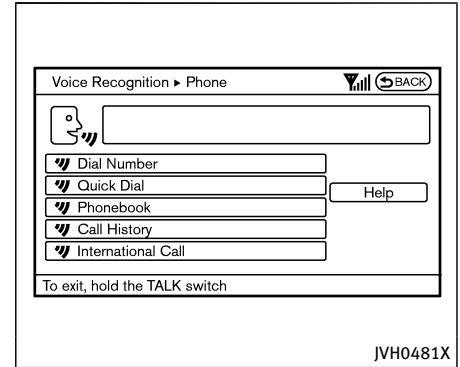 Voice Recognition ▸ Phone
BACK
Dial Number
Quick Dial
Help
Phonebook
Call History
International Call
To exit, hold the TALK switch
JVH0481X